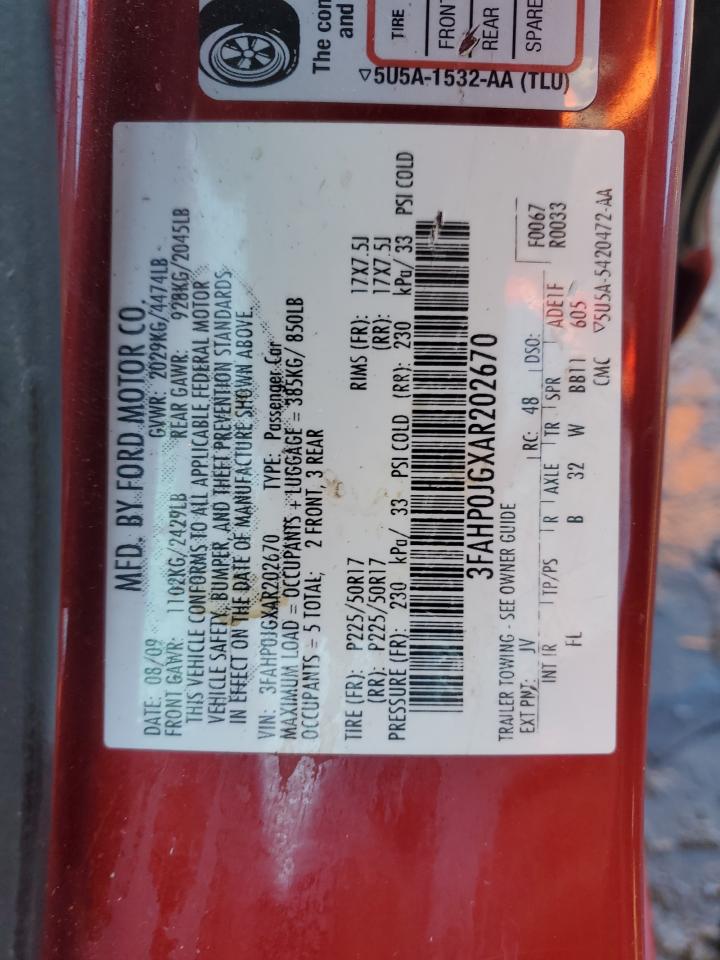 The con
and
TIRE
FRONT
REAR
SPARE
▽5U5A-1532-AA (TLU)
MFD. BY FORD MOTOR CO.
DATE: 08/09 GVWR: 2029KG/4474LB
FRONT GAWR: 1102KG/2429LB REAR GAWR: 928KG/2045LB
THIS VEHICLE CONFORMS TO ALL APPLICABLE FEDERAL MOTOR
VEHICLE SAFETY, BUMPER, AND THEFT PREVENTION STANDARDS
IN EFFECT ON THE DATE OF MANUFACTURE SHOWN ABOVE.
VIN: 3FAHP0JGXAR202670 TYPE: Passenger Car
MAXIMUM LOAD = OCCUPANTS + LUGGAGE = 385KG/ 850LB
OCCUPANTS = 5 TOTAL; 2 FRONT, 3 REAR
TIRE (FR): P225/50R17 RIMS (FR): 17X7.5J
(RR): P225/50R17 (RR): 17X7.5J
PRESSURE (FR): 230 kPa/ 33 PSI COLD (RR): 230 kPa/ 33 PSI COLD
3FAHP0JGXAR202670
TRAILER TOWING - SEE OWNER GUIDE F0067
EXT PNT: JV RC: 48 DSO: R0033
INT TR TP/PS R AXLE TR SPR ADE1F
FL B 32 W BB11 605
CMC ▽5U5A-5420472-AA